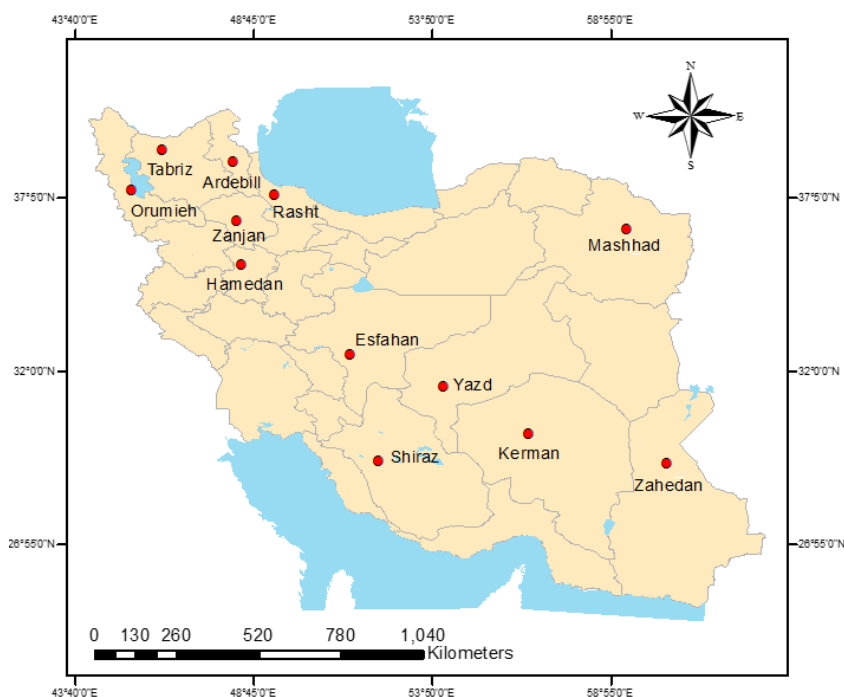 43°40'0"E 48°45'0"E 53°50'0"E 58°55'0"E
N
W E
S
Tabriz
Ardebill
37°50'0"N 37°50'0"N
Orumieh
Rasht
Zanjan
Mashhad
Hamedan
Esfahan
32°0'0"N 32°0'0"N
Yazd
Kerman
Shiraz
Zahedan
26°55'0"N 26°55'0"N
0 130 260 520 780 1,040
Kilometers
43°40'0"E 48°45'0"E 53°50'0"E 58°55'0"E